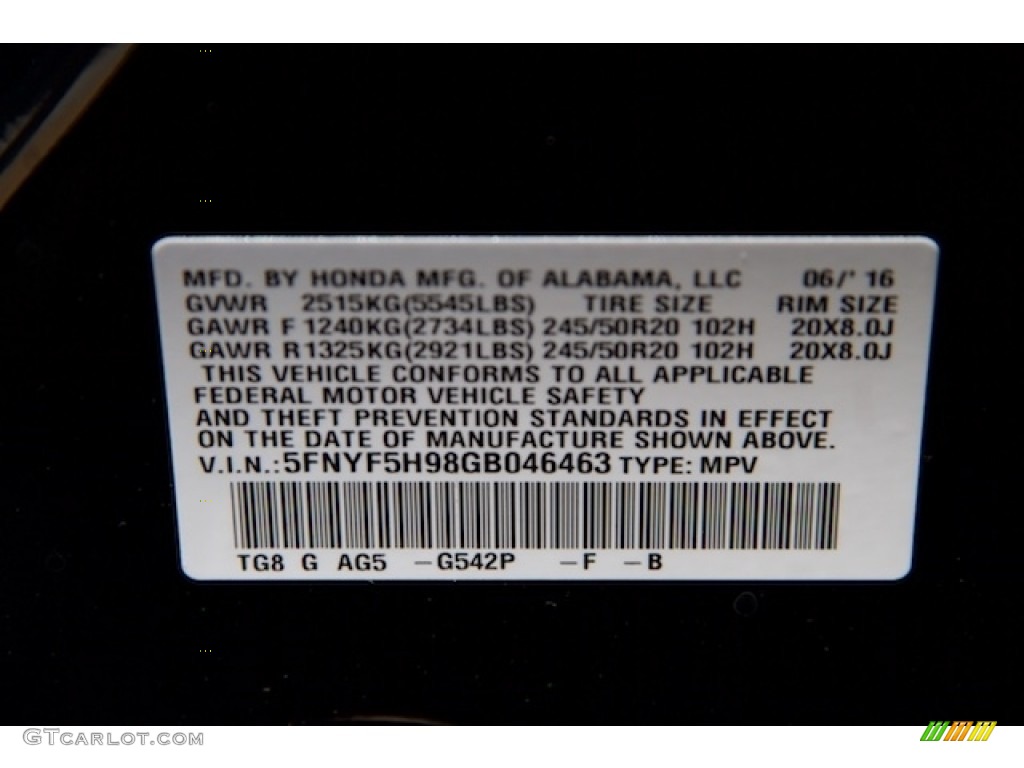 MFD. BY HONDA MFG. OF ALABAMA, LLC 06/' 16
GVWR 2515KG(5545LBS) TIRE SIZE RIM SIZE
GAWR F 1240KG(2734LBS) 245/50R20 102H 20X8.0J
GAWR R 1325KG(2921LBS) 245/50R20 102H 20X8.0J
THIS VEHICLE CONFORMS TO ALL APPLICABLE
FEDERAL MOTOR VEHICLE SAFETY
AND THEFT PREVENTION STANDARDS IN EFFECT
ON THE DATE OF MANUFACTURE SHOWN ABOVE.
V.I.N.: 5FNYF5H98GB046463 TYPE: MPV
TG8 G AG5 –G542P –F –B
GTCARLOT.COM